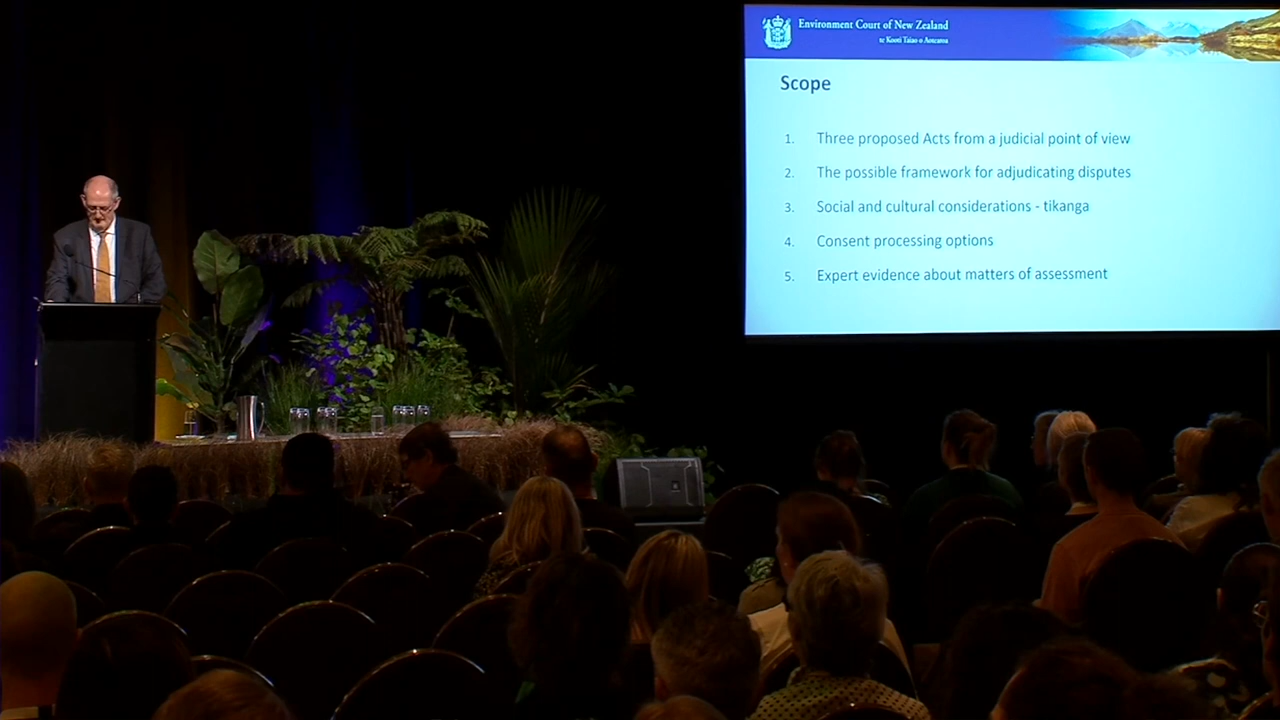 Environment Court of New Zealand
te Kooti Taiao o Aotearoa
Scope
1. Three proposed Acts from a judicial point of view
2. The possible framework for adjudicating disputes
3. Social and cultural considerations - tikanga
4. Consent processing options
5. Expert evidence about matters of assessment